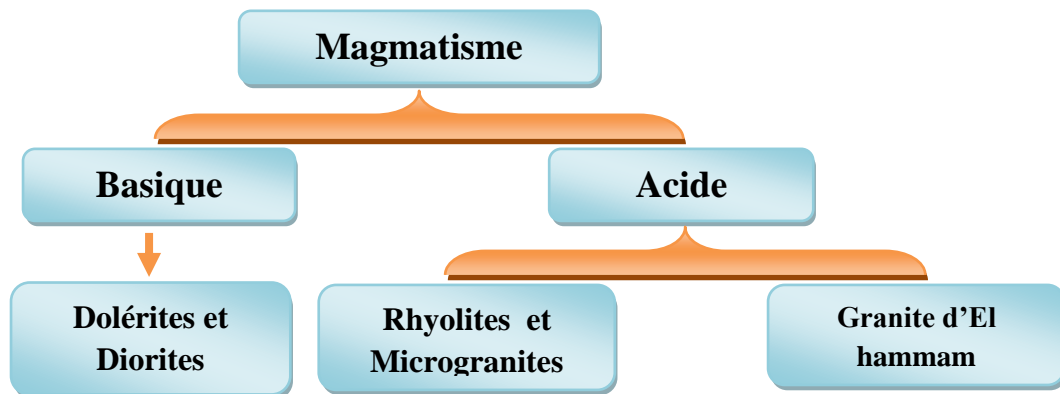 Magmatisme
Basique
Acide
Dolérites et
Diorites
Rhyolites et
Microgranites
Granite d’El
hammam